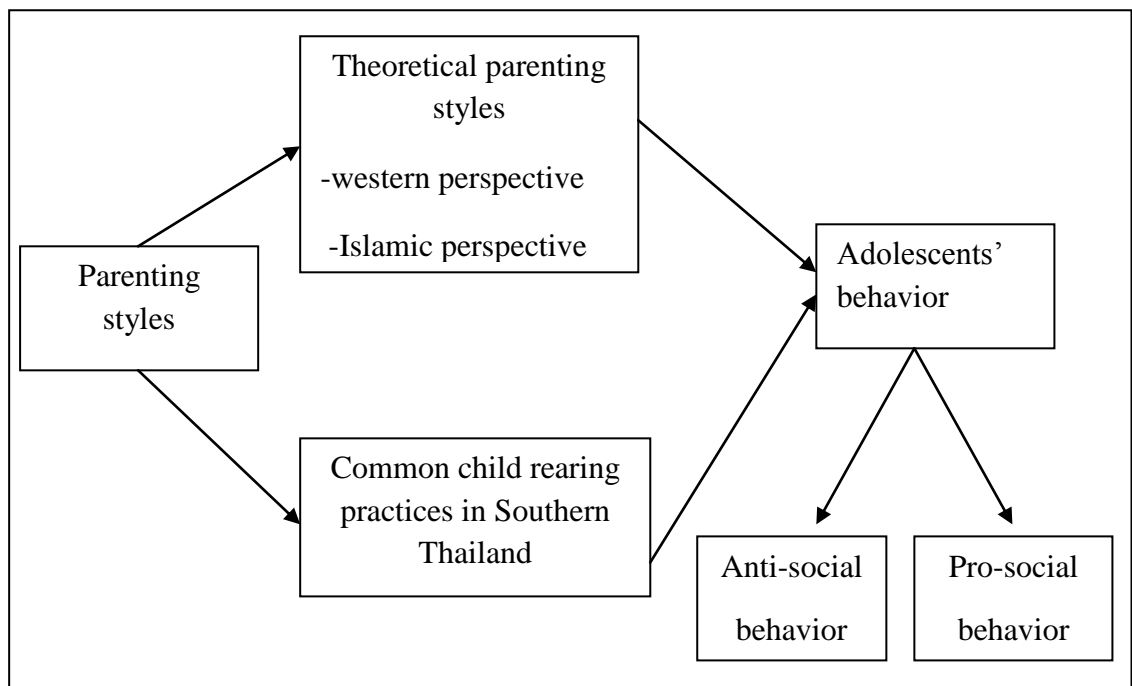 Theoretical parenting
styles
-western perspective
-Islamic perspective
Parenting
styles
Adolescents’
behavior
Common child rearing
practices in Southern
Thailand
Anti-social
behavior
Pro-social
behavior